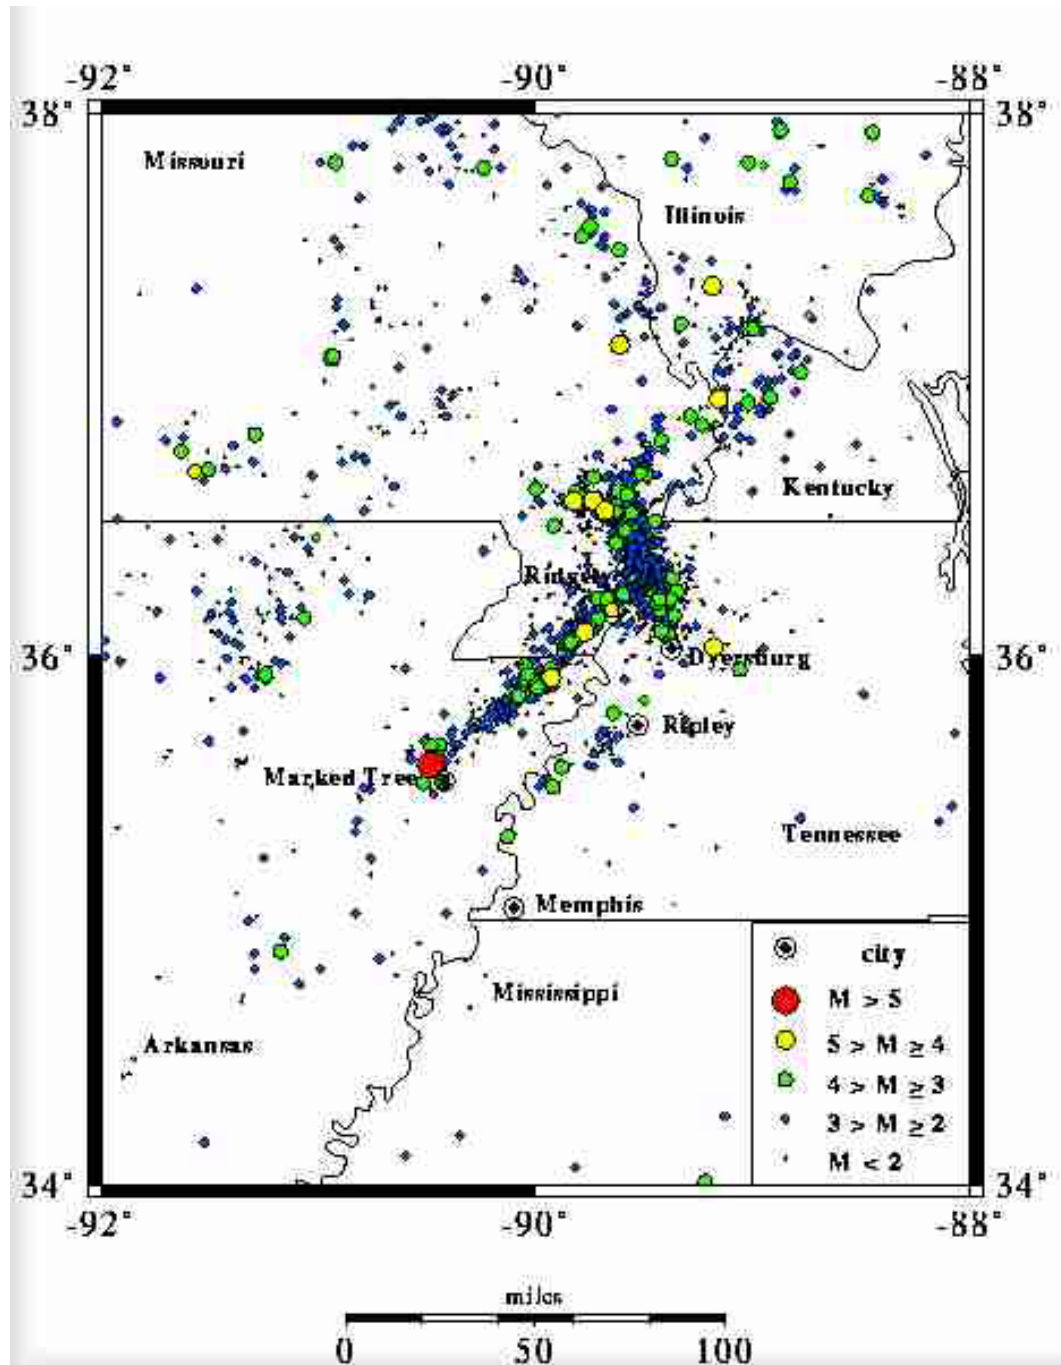 -92° -90° -88°
38° 38°
Missouri
Illinois
Kentucky
Dyersburg
36° 36°
Ripley
Marked Tree
Tennessee
Memphis
city
Mississippi
M > 5
Arkansas
5 > M ≥ 4
4 > M ≥ 3
3 > M ≥ 2
M < 2
34° 34°
-92° -90° -88°
miles
0 50 100